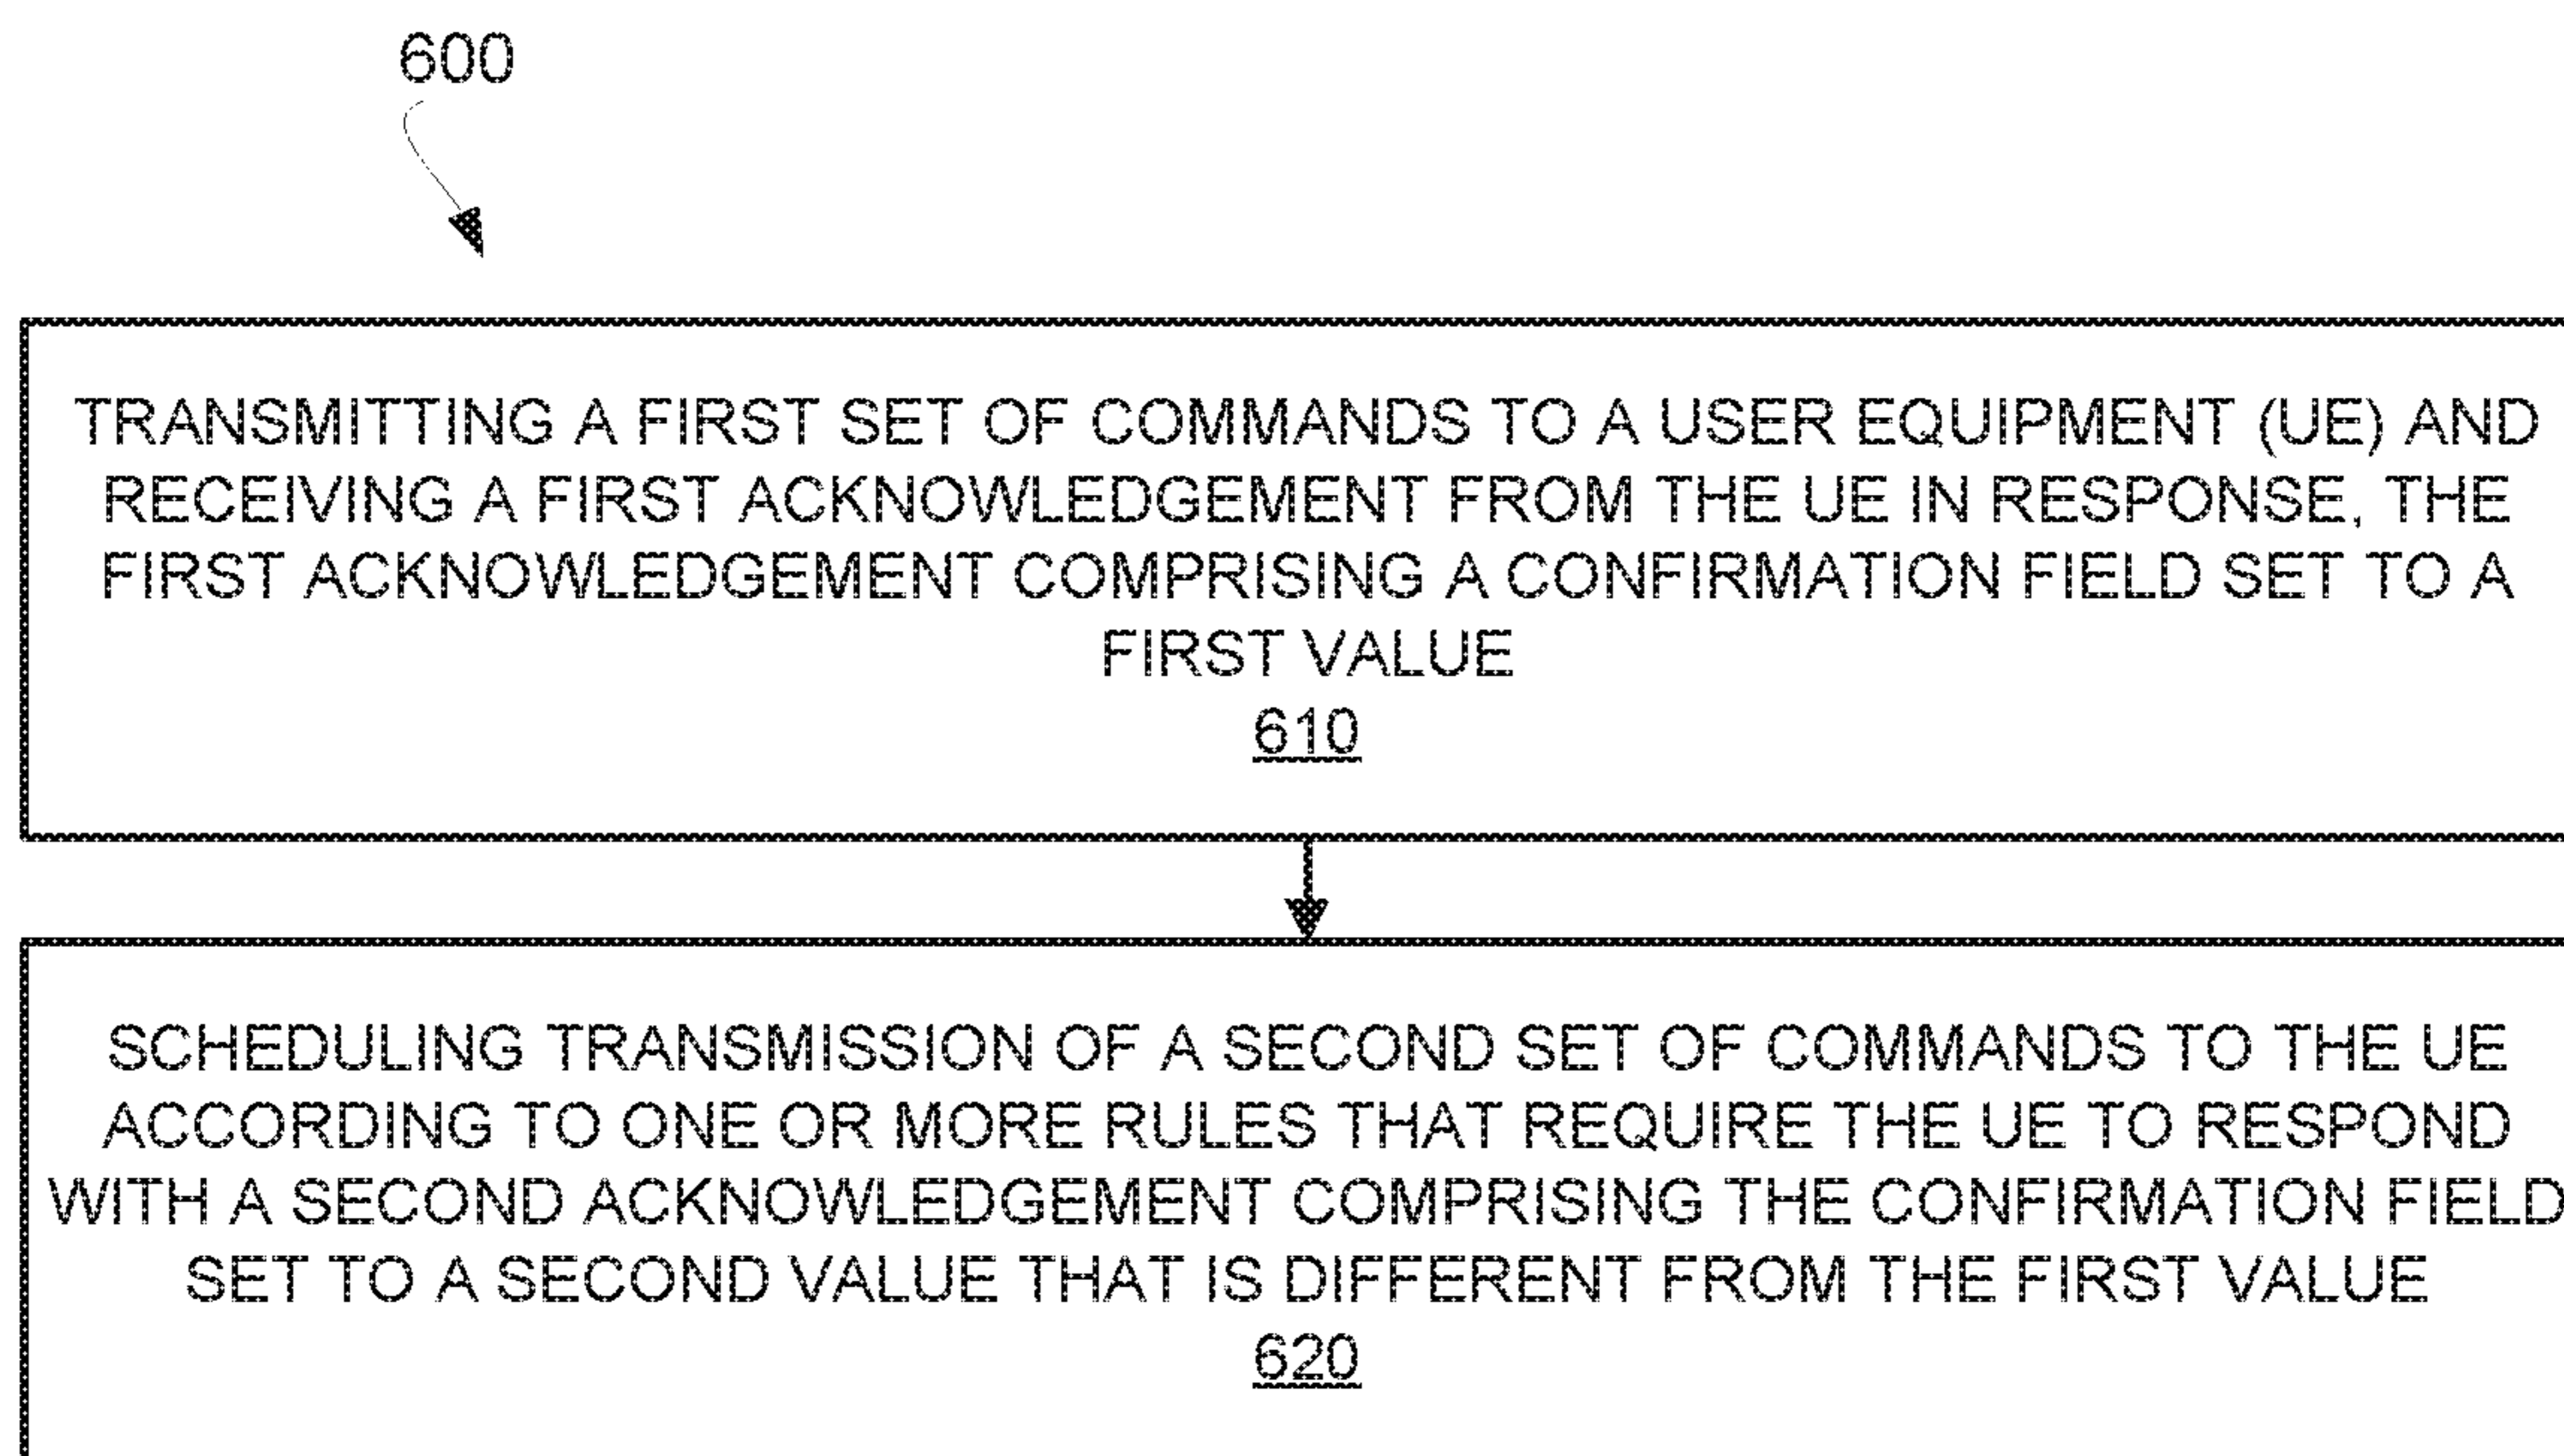 600
TRANSMITTING A FIRST SET OF COMMANDS TO A USER EQUIPMENT (UE) AND
RECEIVING A FIRST ACKNOWLEDGEMENT FROM THE UE IN RESPONSE, THE
FIRST ACKNOWLEDGEMENT COMPRISING A CONFIRMATION FIELD SET TO A
FIRST VALUE
610
SCHEDULING TRANSMISSION OF A SECOND SET OF COMMANDS TO THE UE
ACCORDING TO ONE OR MORE RULES THAT REQUIRE THE UE TO RESPOND
WITH A SECOND ACKNOWLEDGEMENT COMPRISING THE CONFIRMATION FIELD
SET TO A SECOND VALUE THAT IS DIFFERENT FROM THE FIRST VALUE
620